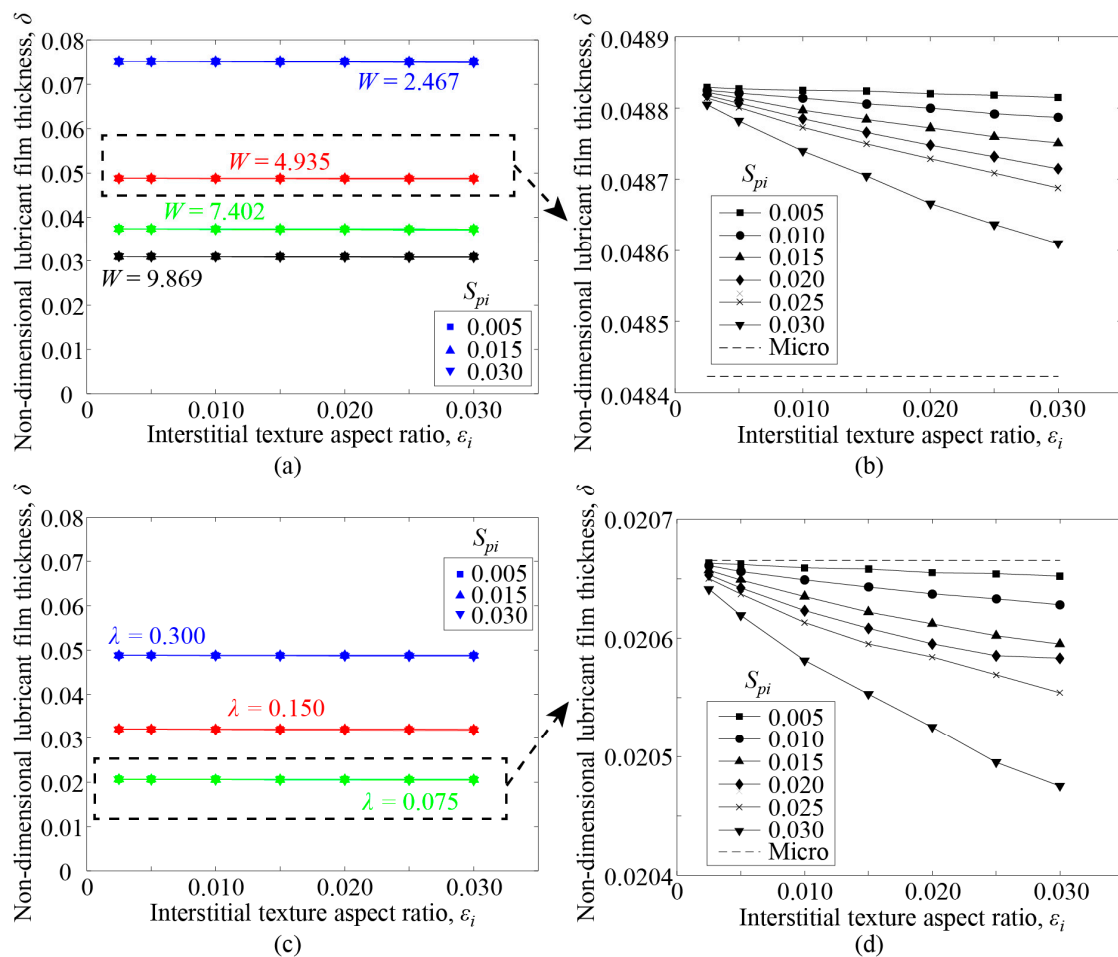 Non-dimensional lubricant film thickness, δ
0.08
0.07
0.06
0.05
0.04
0.03
0.02
0.01
0
W = 2.467
W = 4.935
W = 7.402
W = 9.869
S_pi
0.005
0.015
0.030
0 0.010 0.020 0.030
Interstitial texture aspect ratio, ε_i
(a)
Non-dimensional lubricant film thickness, δ
0.0489
0.0488
0.0487
0.0486
0.0485
0.0484
S_pi
0.005
0.010
0.015
0.020
0.025
0.030
Micro
0 0.010 0.020 0.030
Interstitial texture aspect ratio, ε_i
(b)
Non-dimensional lubricant film thickness, δ
0.08
0.07
0.06
0.05
0.04
0.03
0.02
0.01
0
S_pi
0.005
0.015
0.030
λ = 0.300
λ = 0.150
λ = 0.075
0 0.010 0.020 0.030
Interstitial texture aspect ratio, ε_i
(c)
Non-dimensional lubricant film thickness, δ
0.0207
0.0206
0.0205
0.0204
S_pi
0.005
0.010
0.015
0.020
0.025
0.030
Micro
0 0.010 0.020 0.030
Interstitial texture aspect ratio, ε_i
(d)